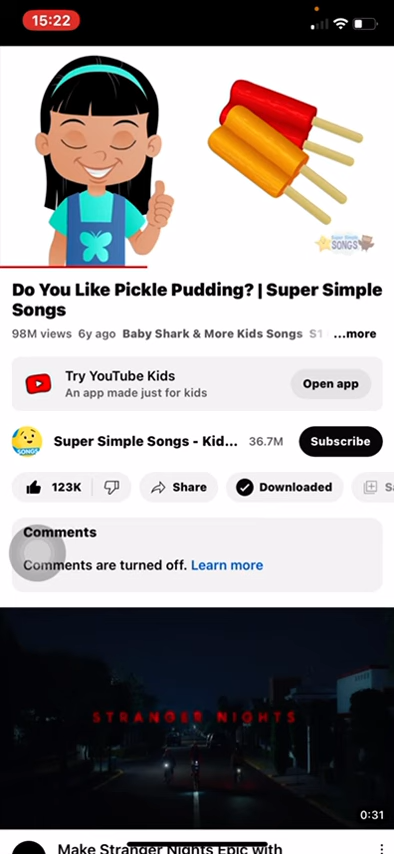 15:22
Super Simple
SONGS
Do You Like Pickle Pudding? | Super Simple
Songs
98M views 6y ago Baby Shark & More Kids Songs S1 ...more
Try YouTube Kids
An app made just for kids
Open app
SONGS
Super Simple Songs - Kid... 36.7M
Subscribe
123K
Share
Downloaded
Comments
Comments are turned off. Learn more
STRANGER NIGHTS
0:31
Make Stranger Nights Epic with